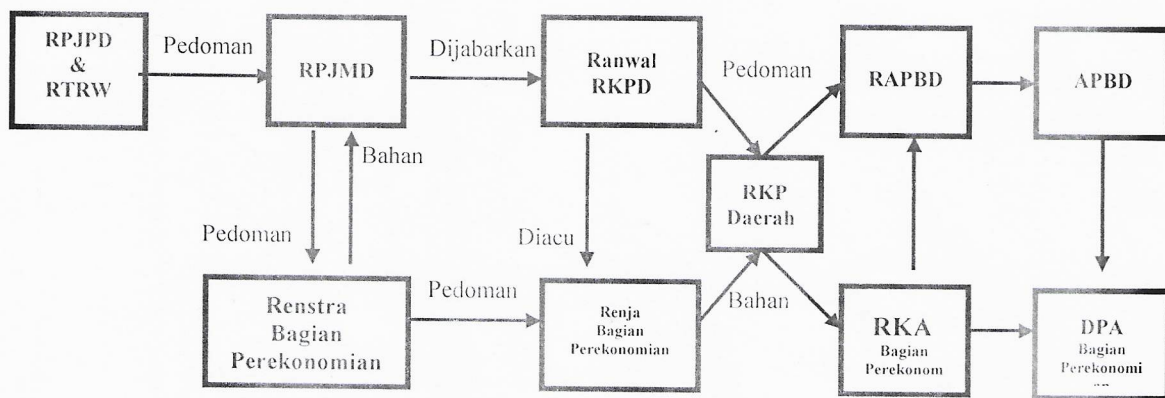 RPJPD
&
RTRW
Pedoman
RPJMD
Dijabarkan
Ranwal
RKPD
Pedoman
RAPBD
APBD
Bahan
RKP
Daerah
Pedoman
Diacu
Renstra
Bagian
Perekonomian
Pedoman
Renja
Bagian
Perekonomian
Bahan
RKA
Bagian
Perekonom
DPA
Bagian
Perekonomi